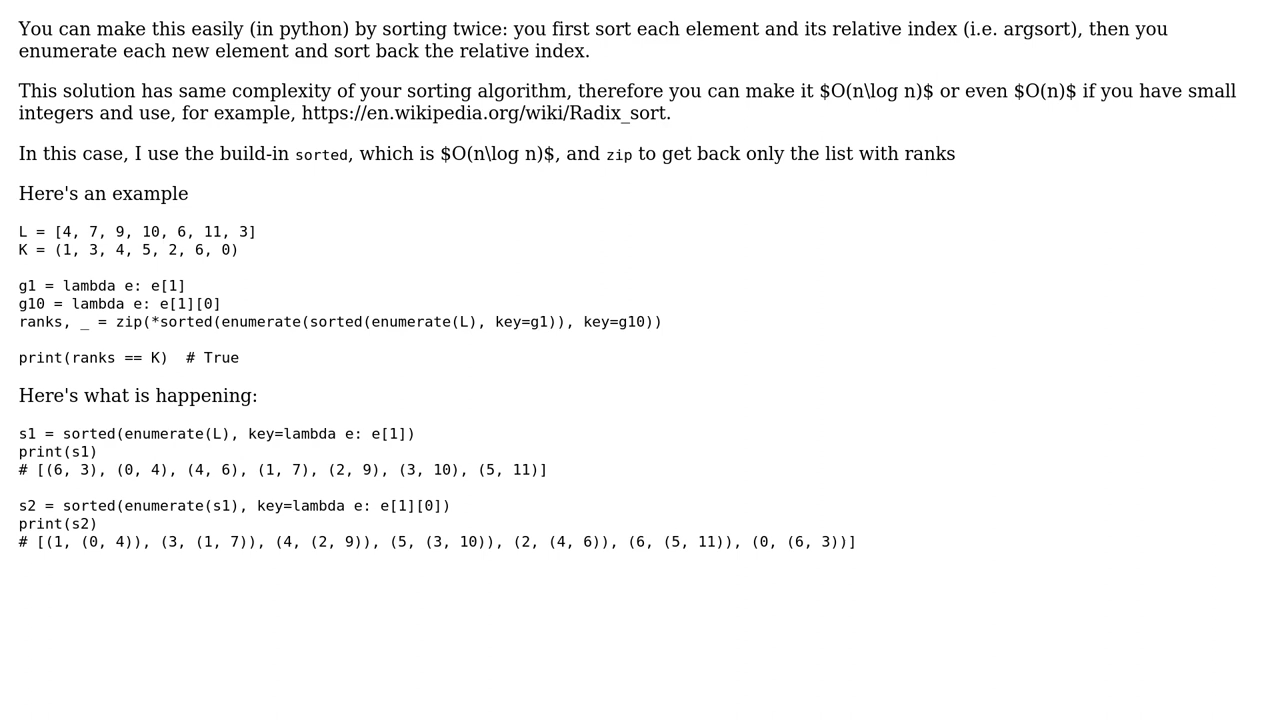 You can make this easily (in python) by sorting twice: you first sort each element and its relative index (i.e. argsort), then you
enumerate each new element and sort back the relative index.
This solution has same complexity of your sorting algorithm, therefore you can make it $O(n\log n)$ or even $O(n)$ if you have small
integers and use, for example, https://en.wikipedia.org/wiki/Radix_sort.
In this case, I use the build-in sorted, which is $O(n\log n)$, and zip to get back only the list with ranks
Here's an example
L = [4, 7, 9, 10, 6, 11, 3]
K = (1, 3, 4, 5, 2, 6, 0)
g1 = lambda e: e[1]
g10 = lambda e: e[1][0]
ranks, _ = zip(*sorted(enumerate(sorted(enumerate(L), key=g1)), key=g10))
print(ranks == K)  # True
Here's what is happening:
s1 = sorted(enumerate(L), key=lambda e: e[1])
print(s1)
# [(6, 3), (0, 4), (4, 6), (1, 7), (2, 9), (3, 10), (5, 11)]
s2 = sorted(enumerate(s1), key=lambda e: e[1][0])
print(s2)
# [(1, (0, 4)), (3, (1, 7)), (4, (2, 9)), (5, (3, 10)), (2, (4, 6)), (6, (5, 11)), (0, (6, 3))]